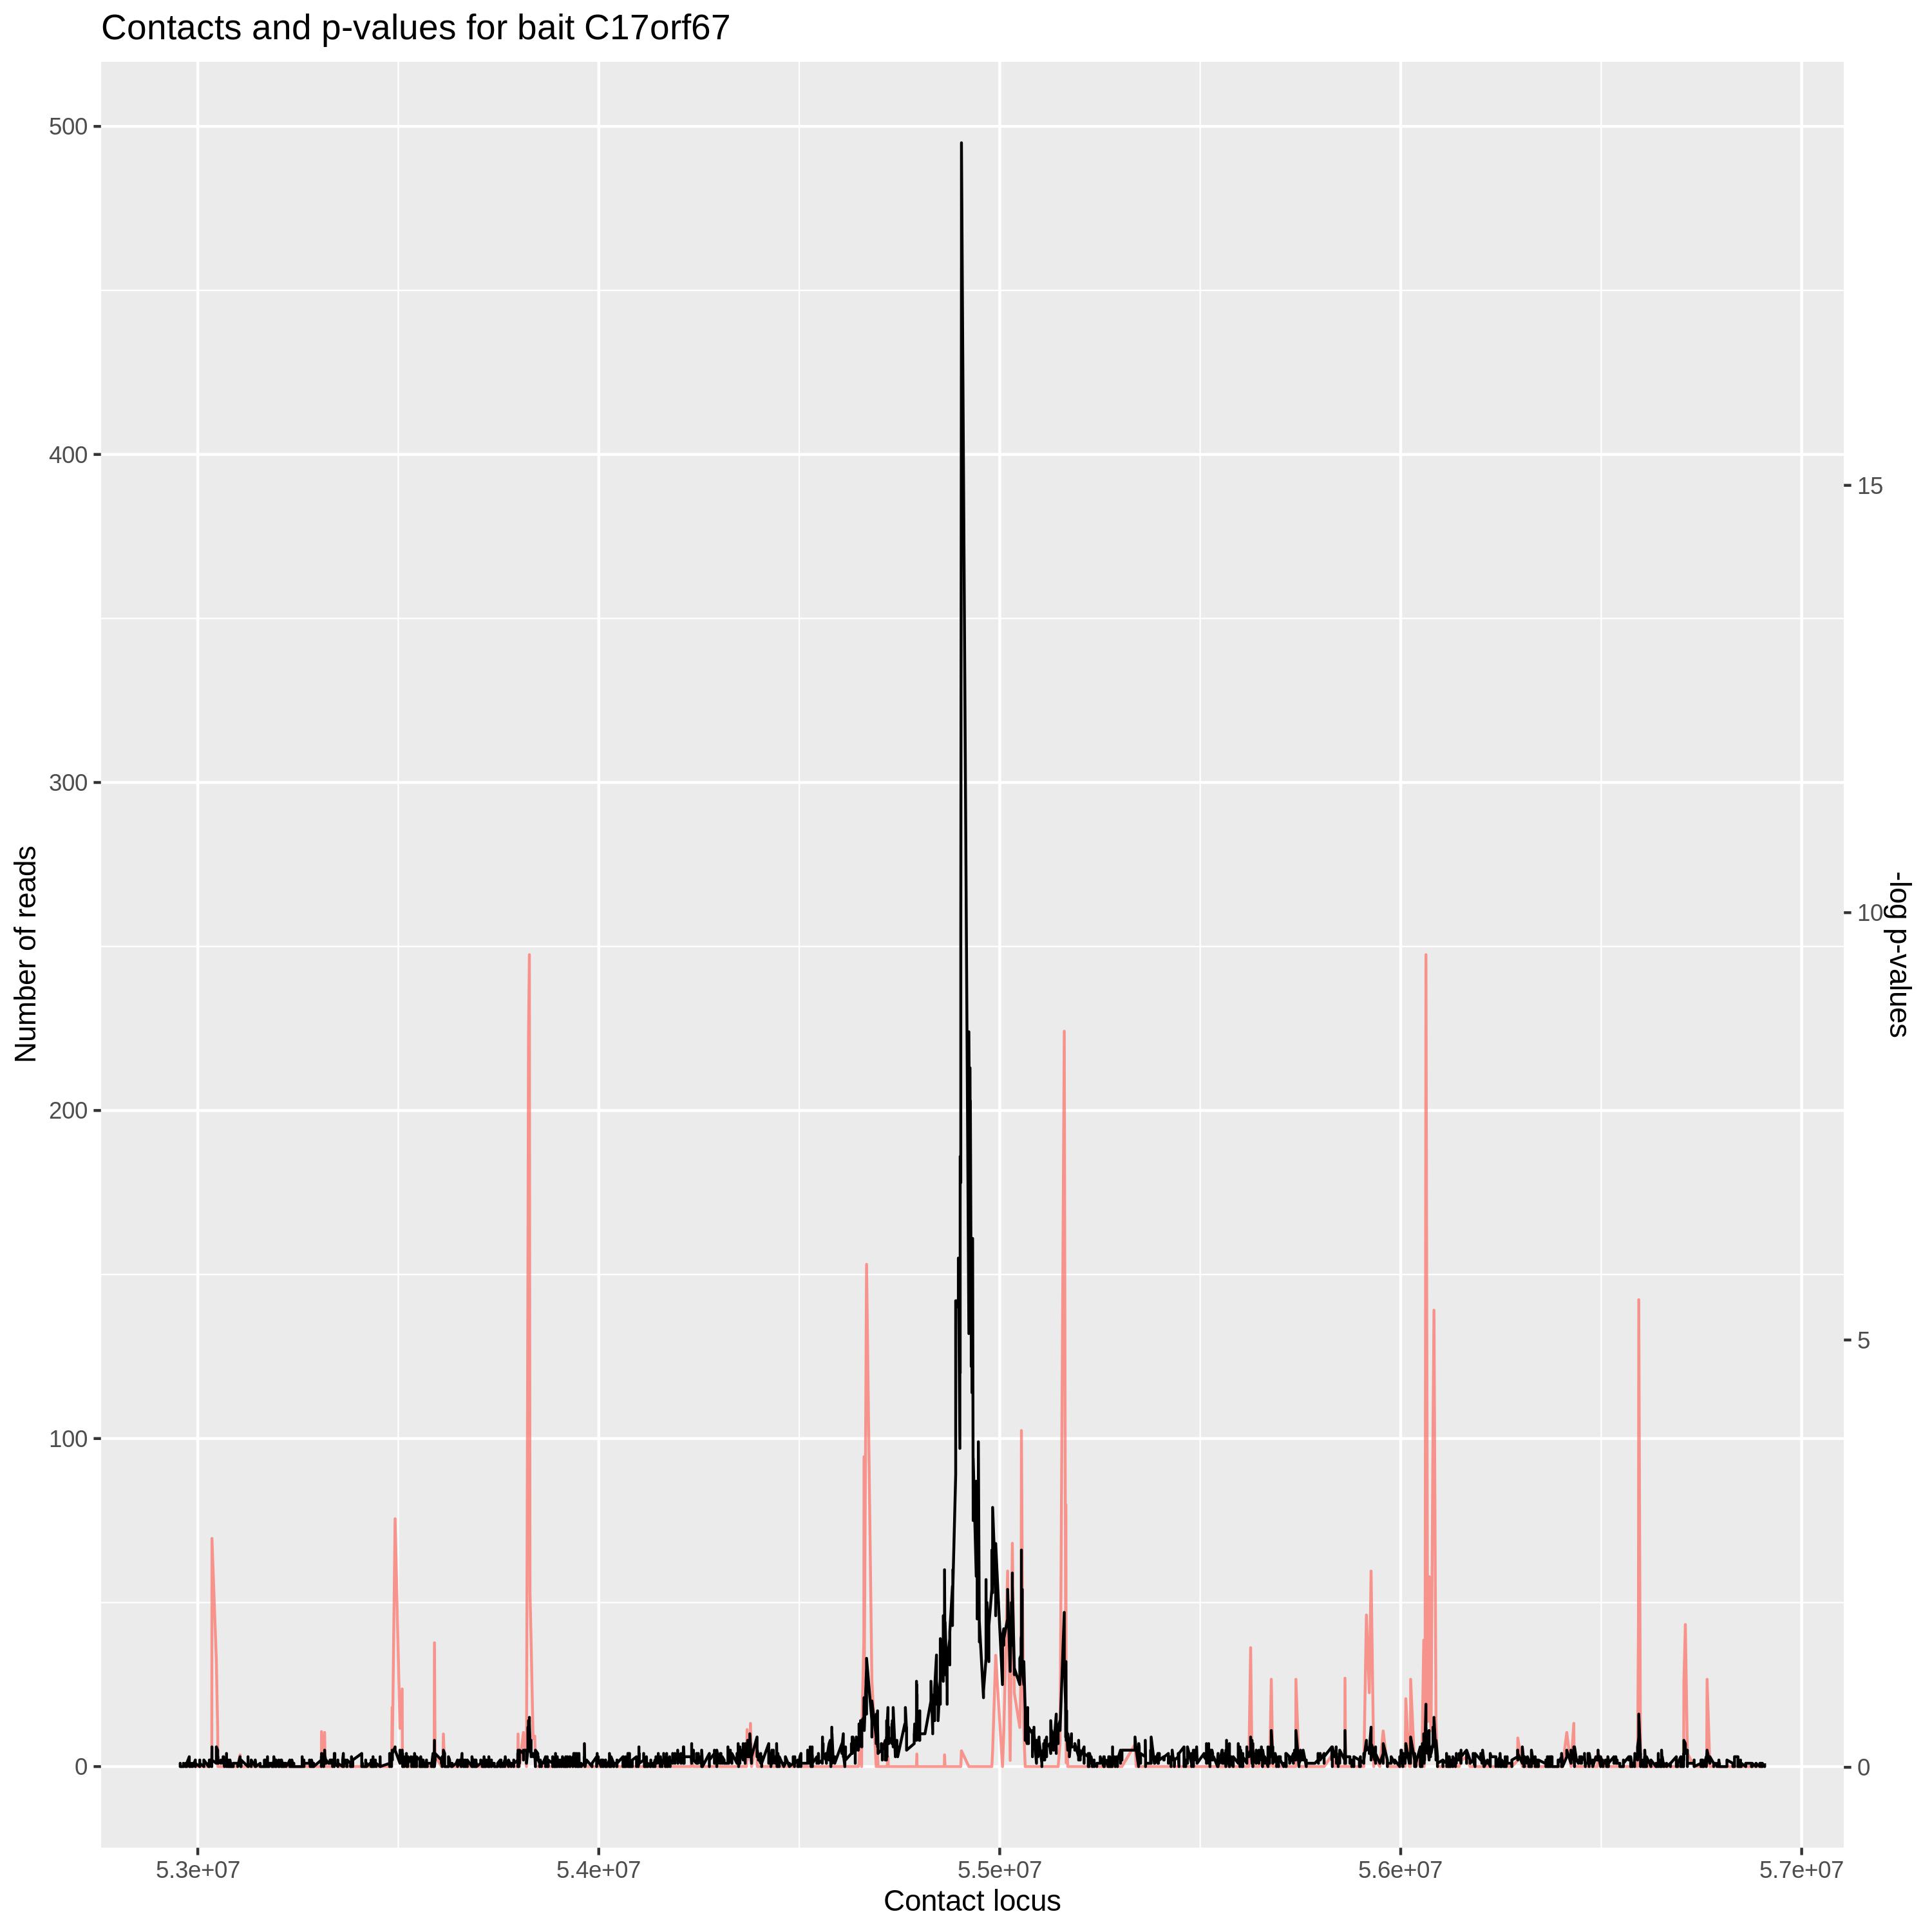 Contacts and p-values for bait C17orf67
500
400
300
200
100
0
Number of reads
15
10
5
0
-log p-values
5.3e+07
5.4e+07
5.5e+07
5.6e+07
5.7e+07
Contact locus